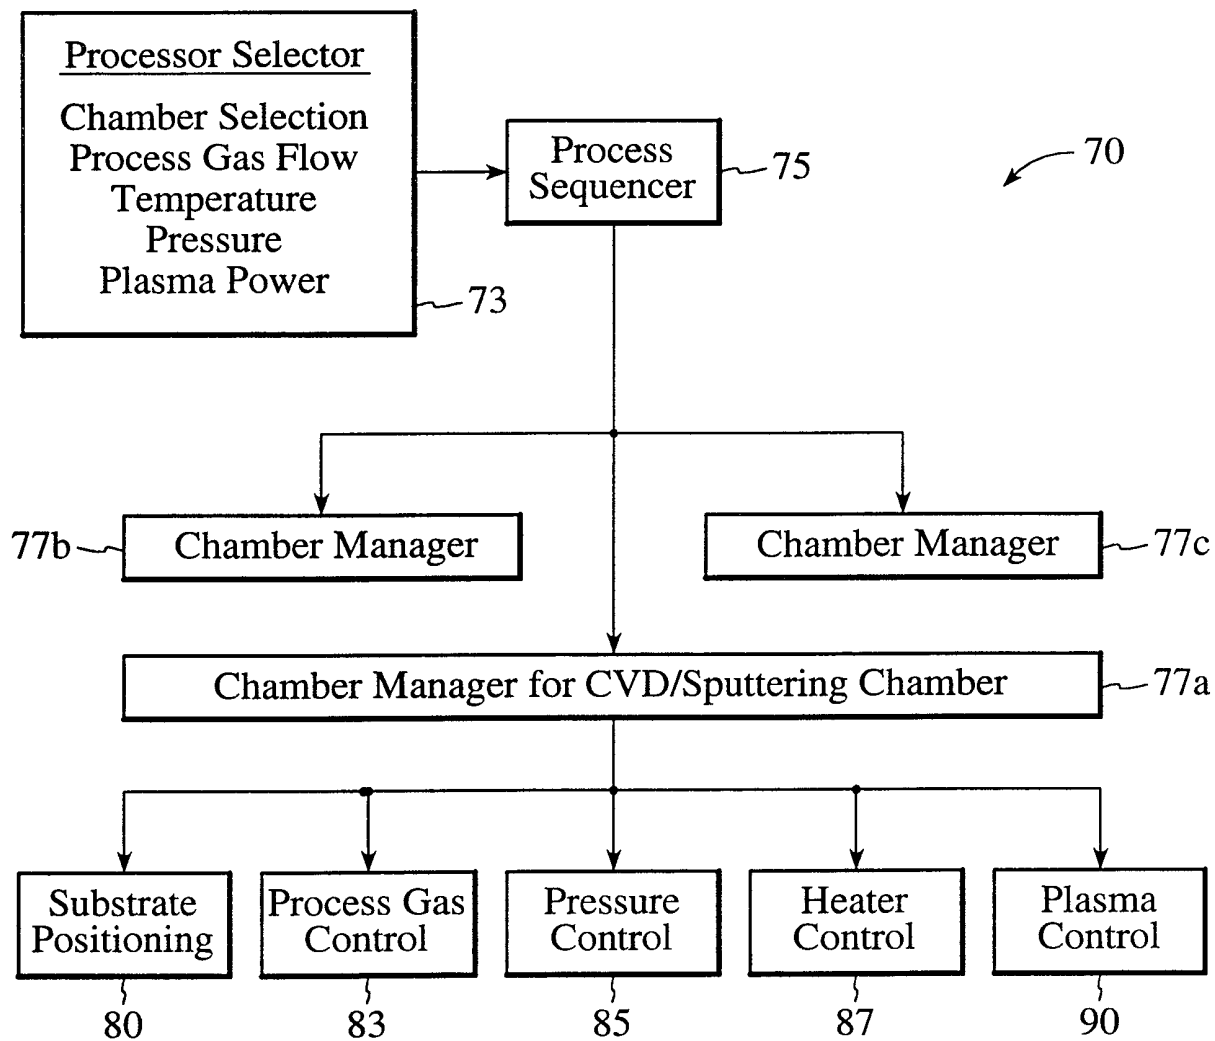 Processor Selector
Chamber Selection
Process Gas Flow
Temperature
Pressure
Plasma Power
73
Process
Sequencer
75
70
77b
Chamber Manager
Chamber Manager
77c
Chamber Manager for CVD/Sputtering Chamber
77a
Substrate
Positioning
80
Process Gas
Control
83
Pressure
Control
85
Heater
Control
87
Plasma
Control
90